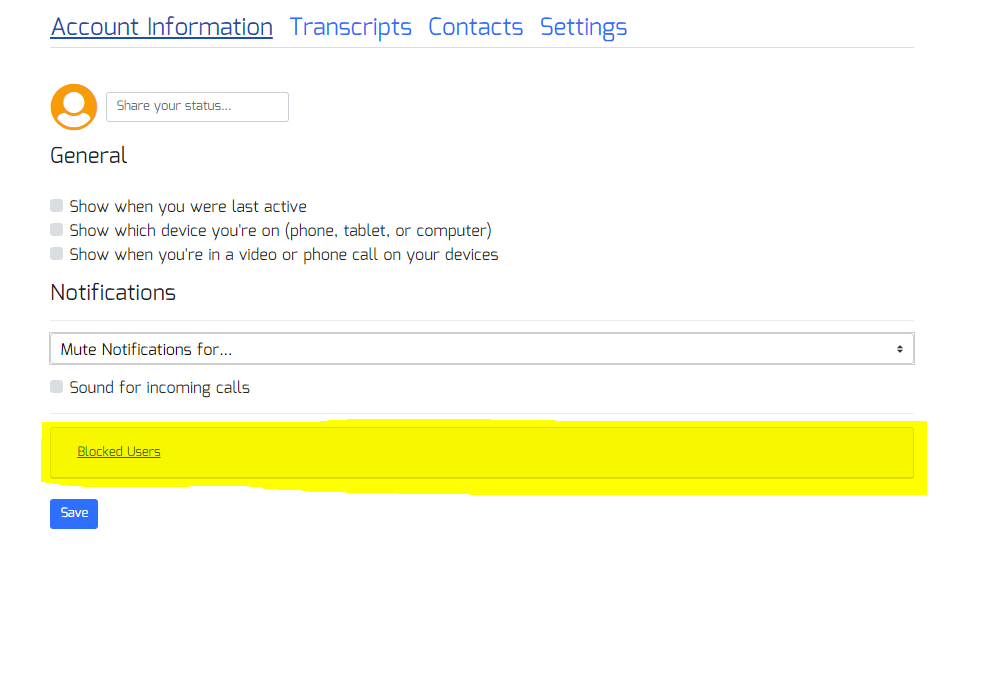 Account Information Transcripts Contacts Settings
Share your status...
General
Show when you were last active
Show which device you're on (phone, tablet, or computer)
Show when you're in a video or phone call on your devices
Notifications
Mute Notifications for...
Sound for incoming calls
Blocked Users
Save